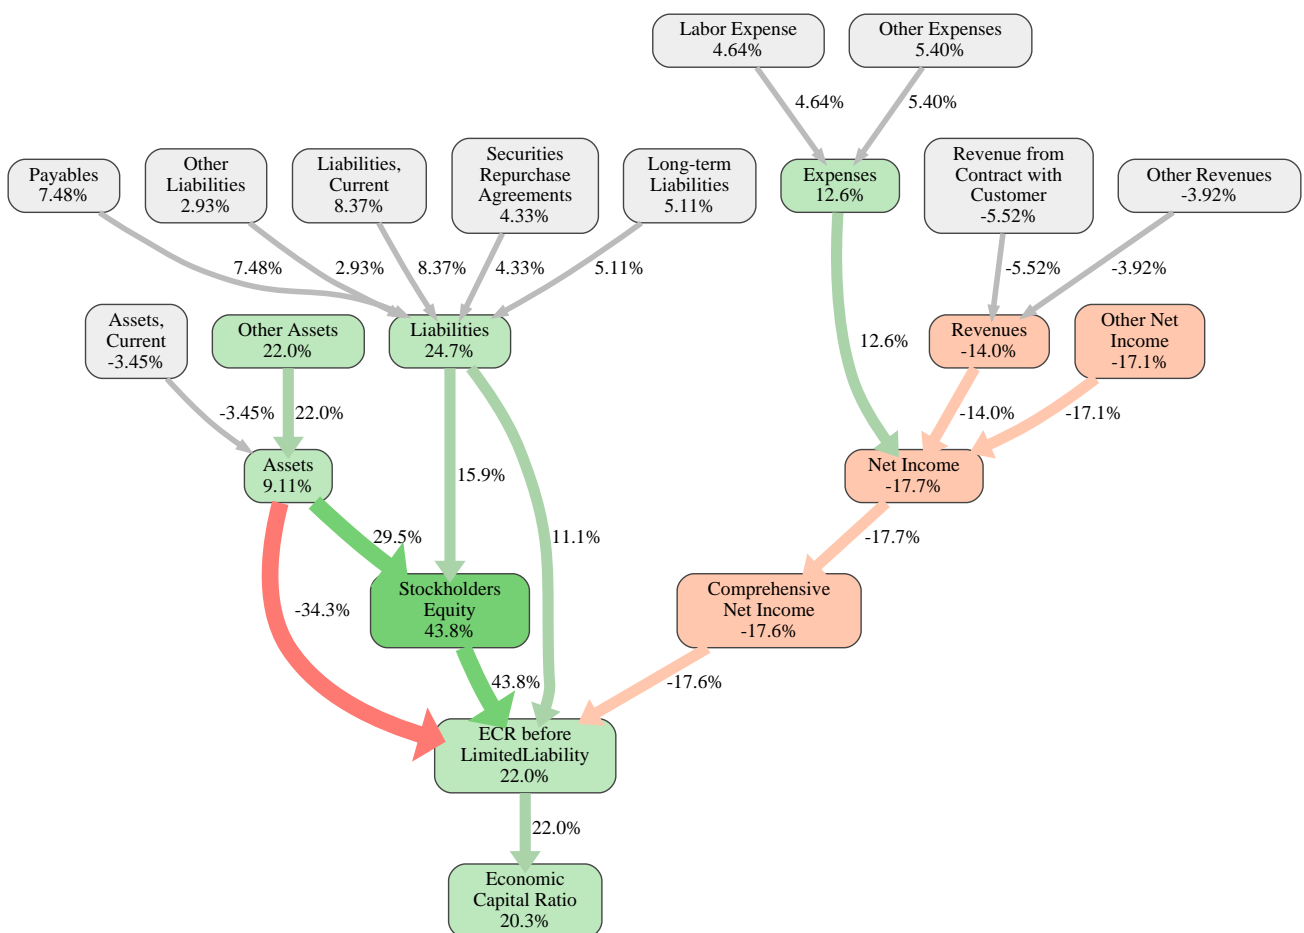 Labor Expense
4.64%
Other Expenses
5.40%
4.64%
5.40%
Payables
7.48%
Other
Liabilities
2.93%
Liabilities,
Current
8.37%
Securities
Repurchase
Agreements
4.33%
Long-term
Liabilities
5.11%
Expenses
12.6%
Revenue from
Contract with
Customer
-5.52%
Other Revenues
-3.92%
7.48%
2.93%
8.37%
4.33%
5.11%
-5.52%
-3.92%
Assets,
Current
-3.45%
Other Assets
22.0%
Liabilities
24.7%
12.6%
Revenues
-14.0%
Other Net
Income
-17.1%
-3.45%
22.0%
-14.0%
-17.1%
Assets
9.11%
15.9%
Net Income
-17.7%
29.5%
11.1%
-17.7%
-34.3%
Stockholders
Equity
43.8%
Comprehensive
Net Income
-17.6%
43.8%
-17.6%
ECR before
LimitedLiability
22.0%
22.0%
Economic
Capital Ratio
20.3%